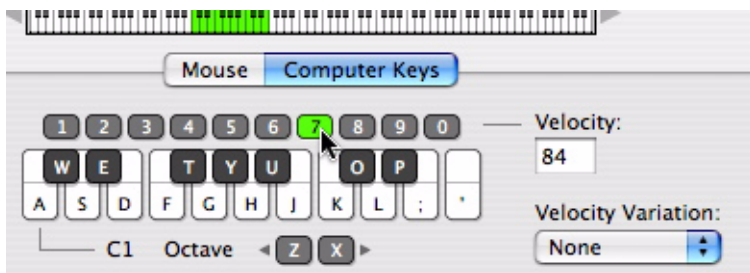 Mouse Computer Keys
1 2 3 4 5 6 7 8 9 0 Velocity:
84
W E T Y U O P
A S D F G H J K L ; '
Velocity Variation:
C1 Octave Z X None